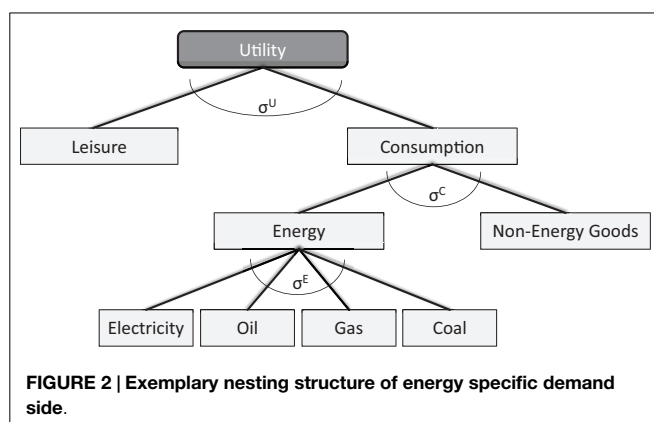 Utility
σᵁ
Leisure
Consumption
σᶜ
Energy
Non-Energy Goods
σᴱ
Electricity
Oil
Gas
Coal
FIGURE 2 | Exemplary nesting structure of energy specific demand
side.